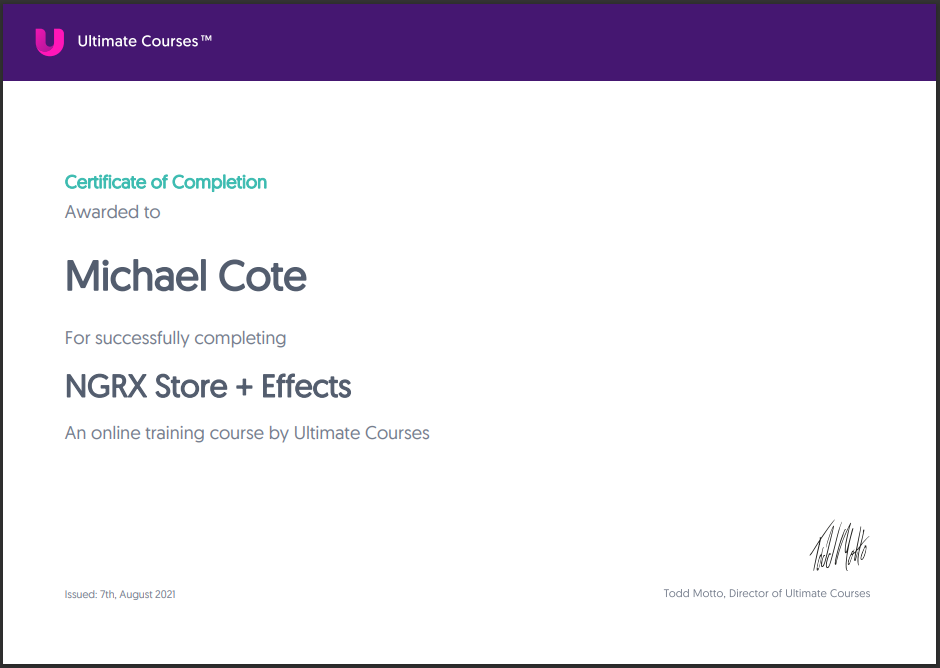 Ultimate Courses™
Certificate of Completion
Awarded to
Michael Cote
For successfully completing
NGRX Store + Effects
An online training course by Ultimate Courses
Todd Motto
Issued: 7th, August 2021
Todd Motto, Director of Ultimate Courses